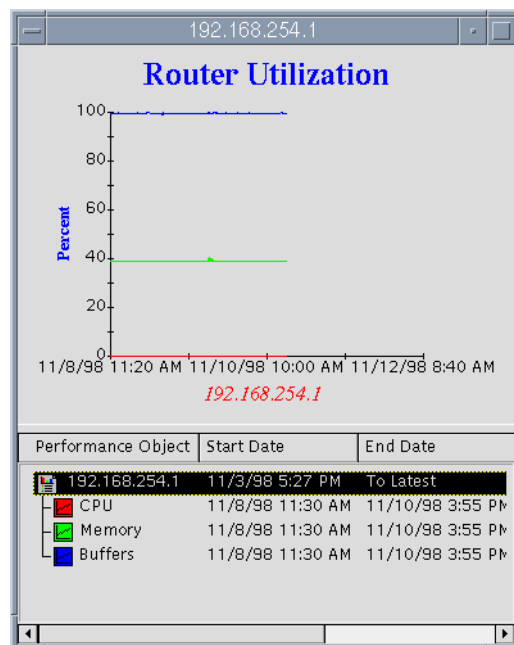 192.168.254.1
Router Utilization
100
80
60
40
20
0
Percent
11/8/98 11:20 AM 11/10/98 10:00 AM 11/12/98 8:40 AM
192.168.254.1
Performance Object Start Date End Date
192.168.254.1 11/3/98 5:27 PM To Latest
CPU 11/8/98 11:30 AM 11/10/98 3:55 PM
Memory 11/8/98 11:30 AM 11/10/98 3:55 PM
Buffers 11/8/98 11:30 AM 11/10/98 3:55 PM